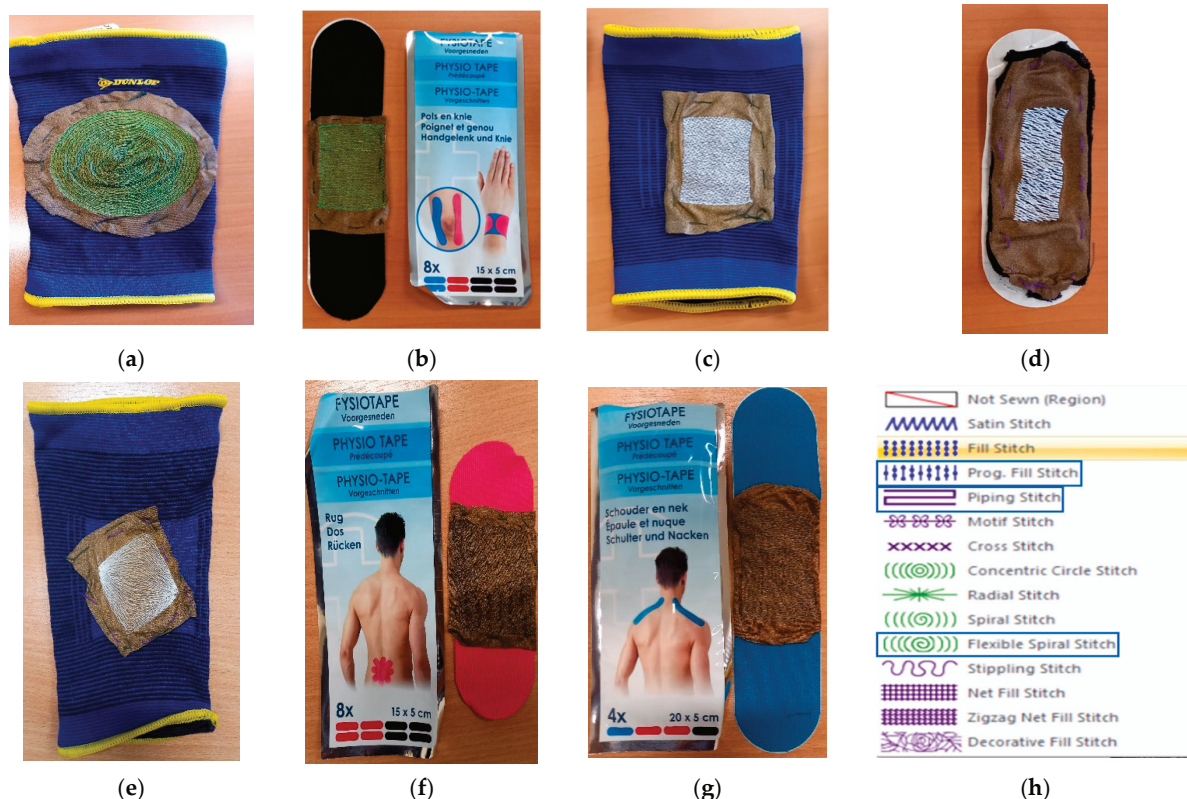 DUNLOP
FYSIOTAPE
Voorgesneden
PHYSIO TAPE
Prédécoupé
PHYSIO-TAPE
Vorgeschnitten
Pols en knie
Poignet et genou
Handgelenk und Knie
8x
15 x 5 cm
(a)
(b)
(c)
(d)
FYSIOTAPE
Voorgesneden
PHYSIO TAPE
Prédécoupé
PHYSIO-TAPE
Vorgeschnitten
Rug
Dos
Rücken
8x
15 x 5 cm
FYSIOTAPE
Voorgesneden
PHYSIO TAPE
Prédécoupé
PHYSIO-TAPE
Vorgeschnitten
Schouder en nek
Épaule et nuque
Schulter und Nacken
4x
20 x 5 cm
Not Sewn (Region)
Satin Stitch
Fill Stitch
Prog. Fill Stitch
Piping Stitch
Motif Stitch
Cross Stitch
Concentric Circle Stitch
Radial Stitch
Spiral Stitch
Flexible Spiral Stitch
Stippling Stitch
Net Fill Stitch
Zigzag Net Fill Stitch
Decorative Fill Stitch
(e)
(f)
(g)
(h)